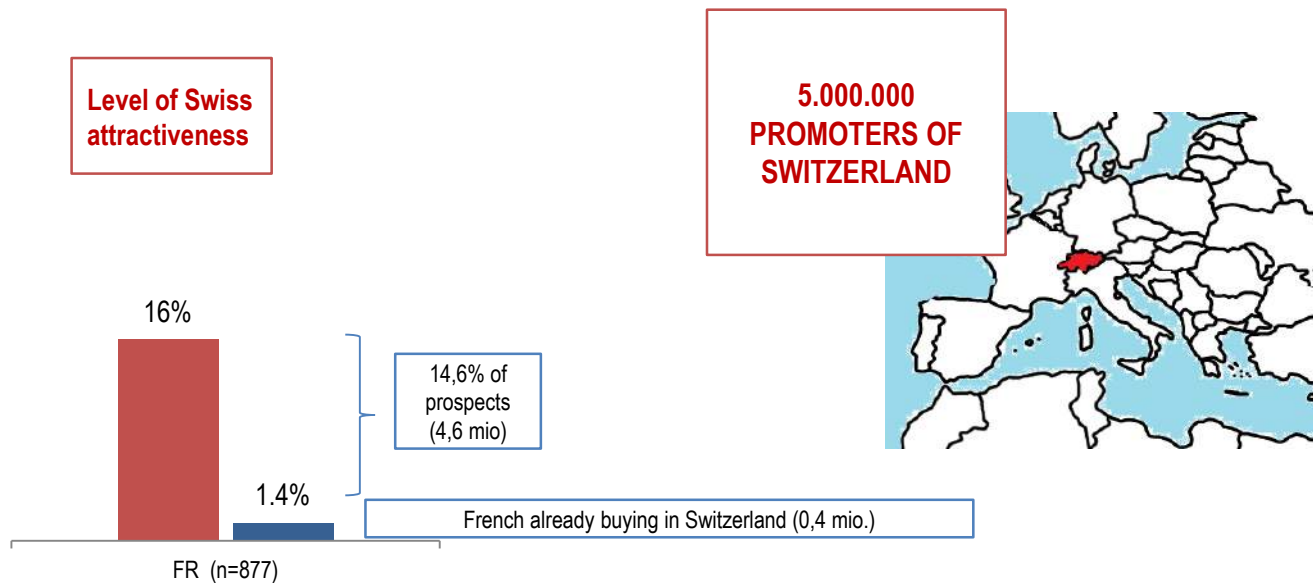 Level of Swiss
attractiveness
5.000.000
PROMOTERS OF
SWITZERLAND
16%
14,6% of
prospects
(4,6 mio)
1.4%
French already buying in Switzerland (0,4 mio.)
FR (n=877)